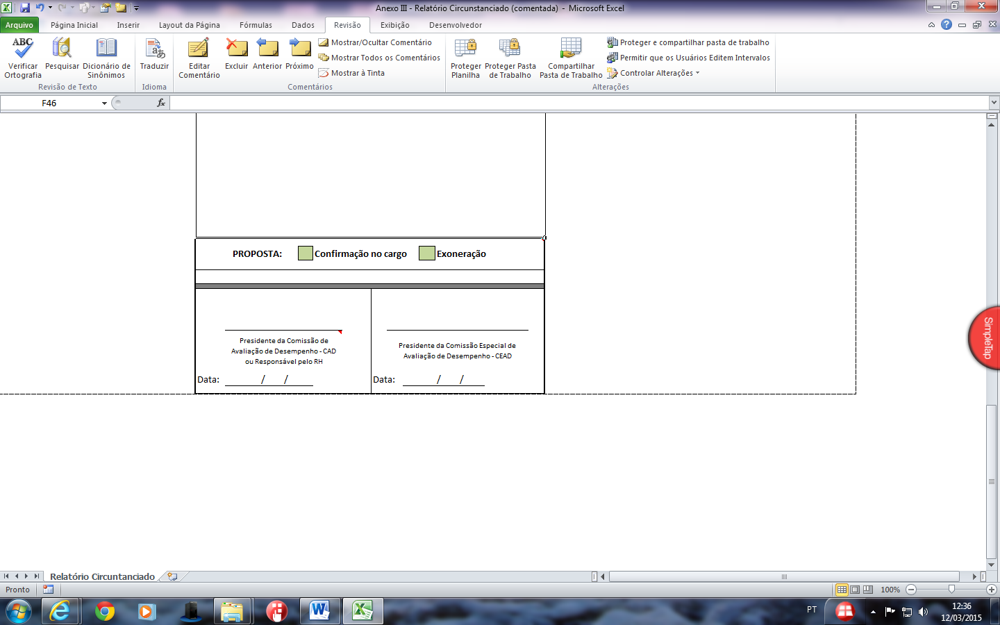 Anexo III - Relatório Circunstanciado (comentada) - Microsoft Excel
Arquivo Página Inicial Inserir Layout da Página Fórmulas Dados Revisão Exibição Desenvolvedor
ABC
Verificar Ortografia
Pesquisar
Dicionário de Sinônimos
Revisão de Texto
Traduzir
Idioma
Editar Comentário
Excluir
Anterior
Próximo
Mostrar/Ocultar Comentário
Mostrar Todos os Comentários
Mostrar à Tinta
Comentários
Proteger Planilha
Proteger Pasta de Trabalho
Compartilhar Pasta de Trabalho
Proteger e compartilhar pasta de trabalho
Permitir que os Usuários Editem Intervalos
Controlar Alterações
Alterações
F46
fx
PROPOSTA: Confirmação no cargo Exoneração
Presidente da Comissão de
Avaliação de Desempenho - CAD
ou Responsável pelo RH
Data: / /
Presidente da Comissão Especial de
Avaliação de Desempenho - CEAD
Data: / /
SimpleTap
Relatório Circuntanciado
Pronto
100%
PT
12:36
12/03/2015